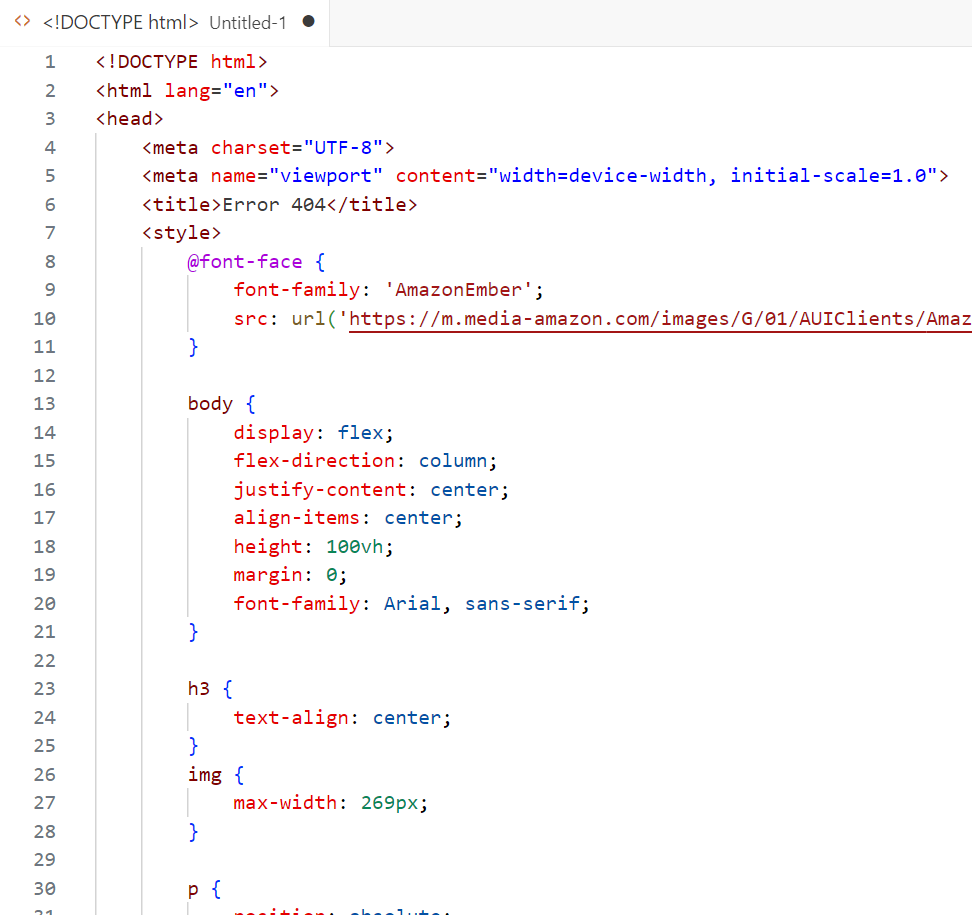 <> <!DOCTYPE html> Untitled-1 ●
1 <!DOCTYPE html>
2 <html lang="en">
3 <head>
4     <meta charset="UTF-8">
5     <meta name="viewport" content="width=device-width, initial-scale=1.0">
6     <title>Error 404</title>
7     <style>
8         @font-face {
9             font-family: 'AmazonEmber';
10             src: url('https://m.media-amazon.com/images/G/01/AUIClients/Amaz
11         }
12
13         body {
14             display: flex;
15             flex-direction: column;
16             justify-content: center;
17             align-items: center;
18             height: 100vh;
19             margin: 0;
20             font-family: Arial, sans-serif;
21         }
22
23         h3 {
24             text-align: center;
25         }
26         img {
27             max-width: 269px;
28         }
29
30         p {
31             position: absolute;